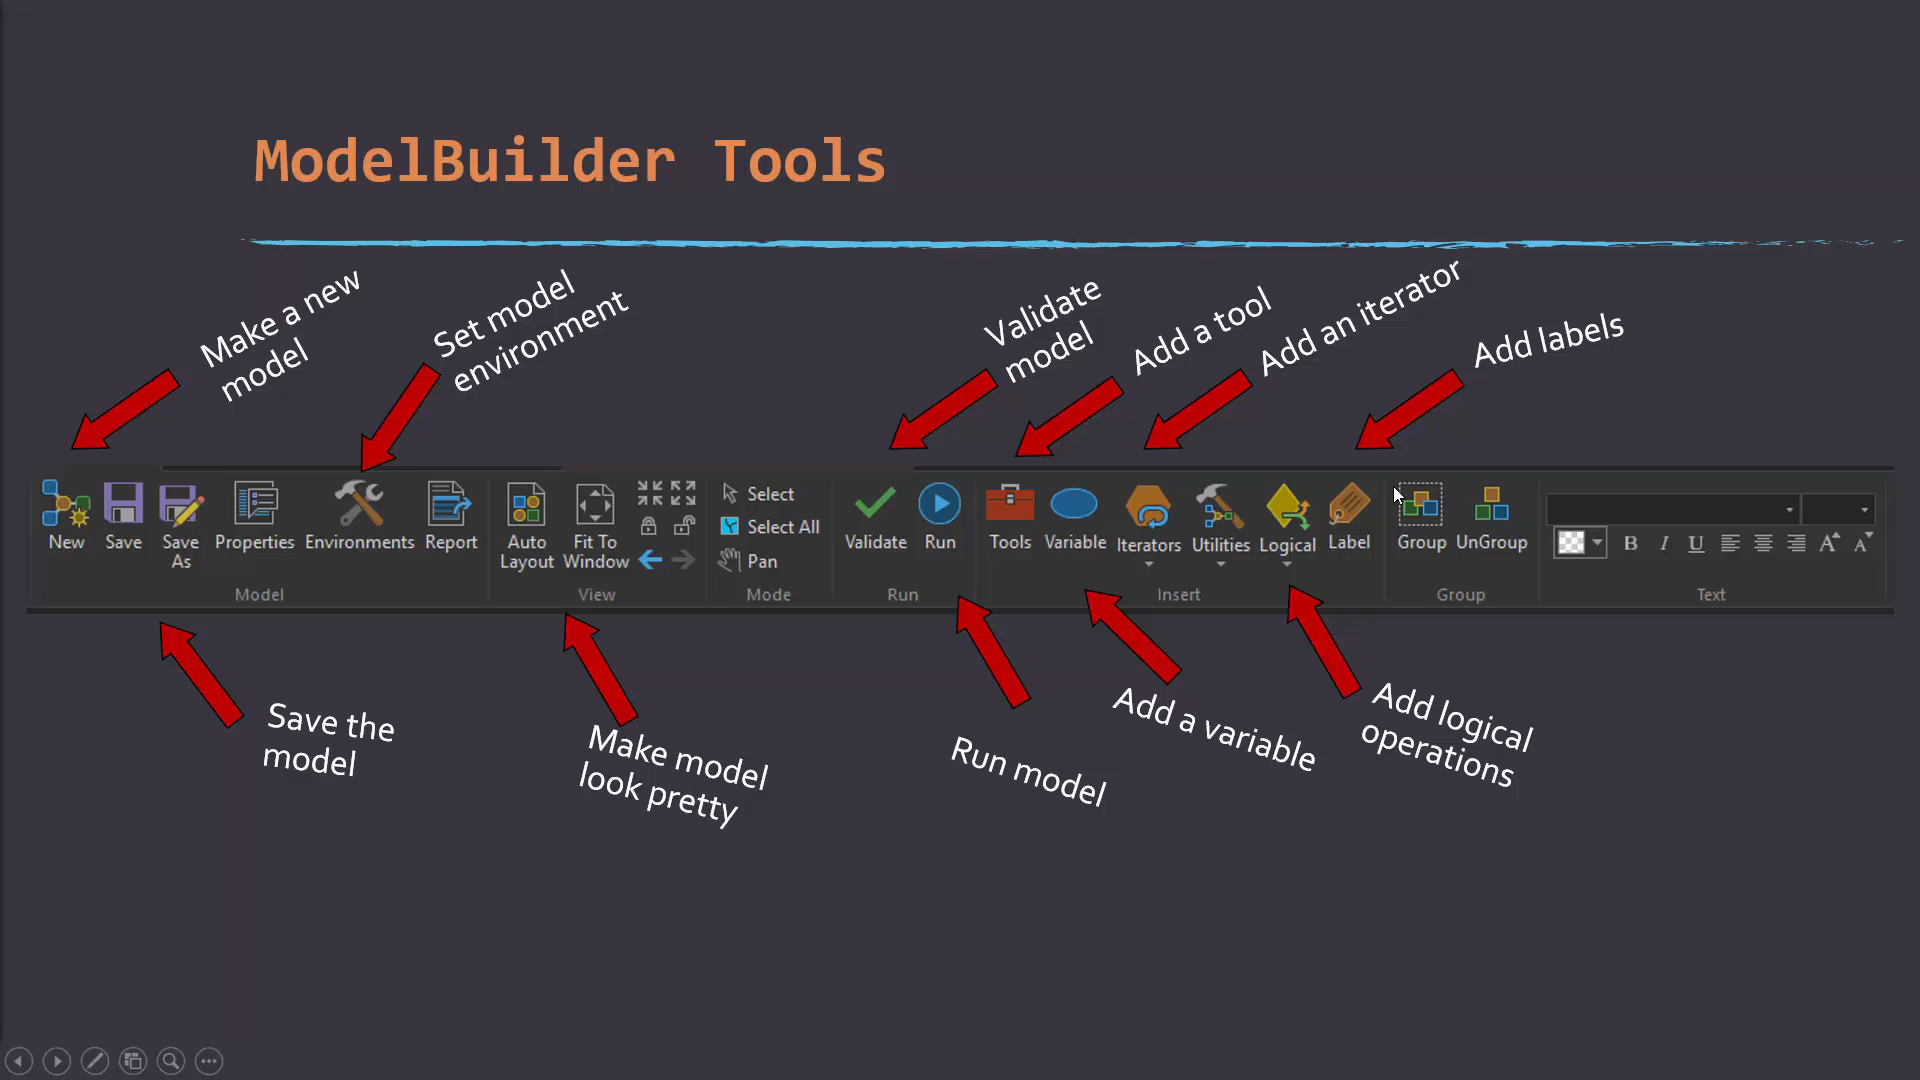 ModelBuilder Tools
Make a new
model
Set model
environment
Validate
model
Add a tool
Add an iterator
Add labels
New
Save
Save
As
Properties
Environments
Report
Model
Auto
Layout
Fit To
Window
View
Select
Select All
Pan
Mode
Validate
Run
Run
Tools
Variable
Iterators
Utilities
Logical
Label
Insert
Group
UnGroup
Group
B I U A A
Text
Save the
model
Make model
look pretty
Run model
Add a variable
Add logical
operations